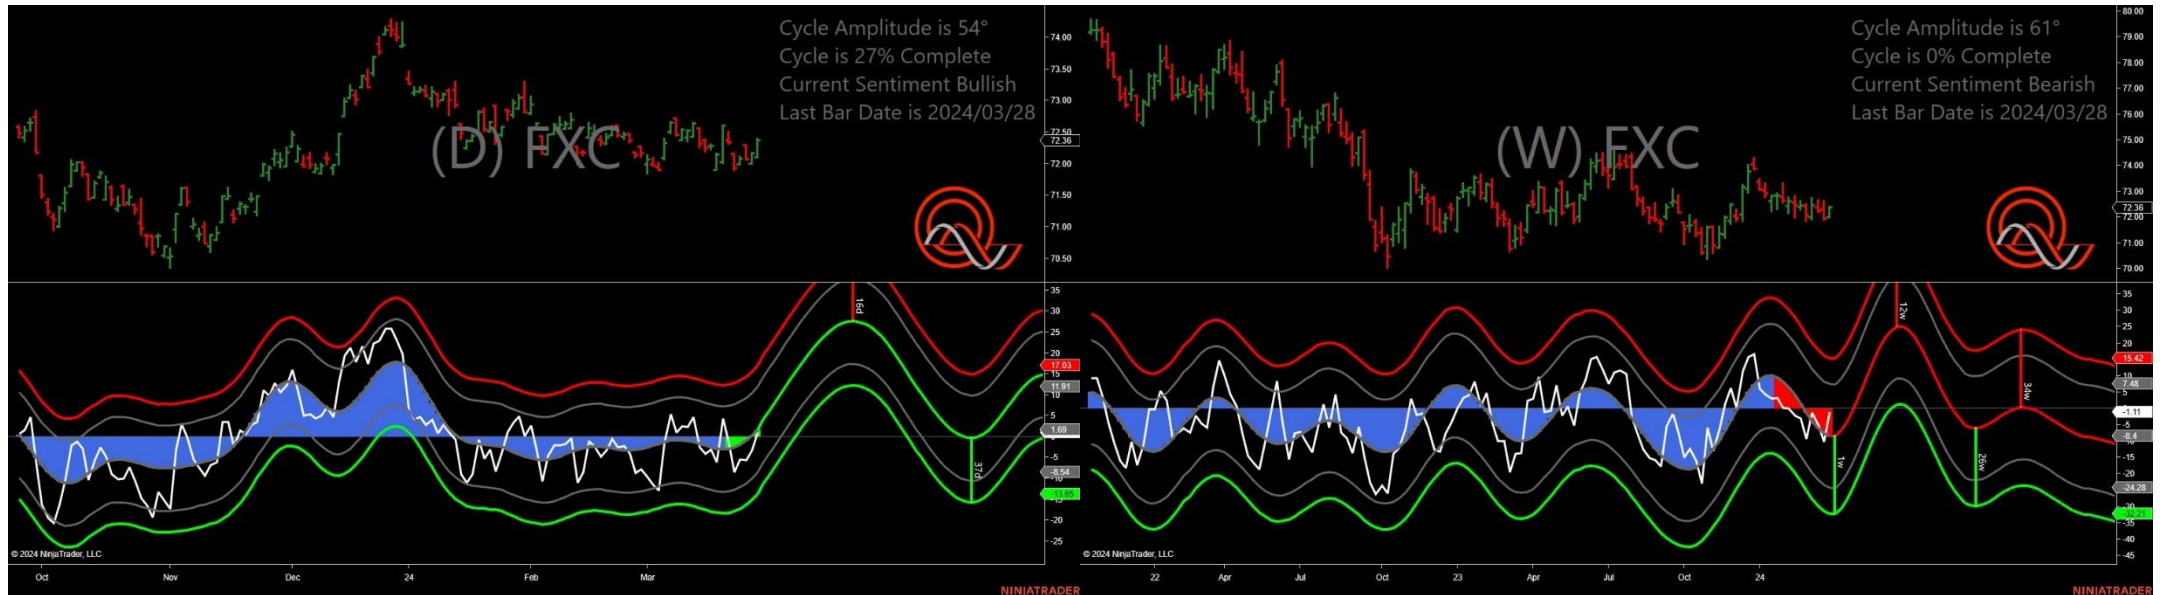 Cycle Amplitude is 54°
Cycle is 27% Complete
Current Sentiment Bullish
Last Bar Date is 2024/03/28
(D) FXC
74.00
73.50
73.00
72.50
72.36
72.00
71.50
71.00
70.50
35
30
25
20
17.03
15
11.91
10
5
1.69
-5
-8.54
-10
-13.65
-20
-25
16d
37d
© 2024 NinjaTrader, LLC
Oct
Nov
Dec
24
Feb
Mar
NINJATRADER
Cycle Amplitude is 61°
Cycle is 0% Complete
Current Sentiment Bearish
Last Bar Date is 2024/03/28
(W) FXC
80.00
79.00
78.00
77.00
76.00
75.00
74.00
73.00
72.36
72.00
71.00
70.00
35
30
25
20
15.42
10
7.48
5
-1.11
-5
-8.4
-15
-20
-24.28
-32.21
-35
-40
-45
12w
34w
1w
26w
© 2024 NinjaTrader, LLC
22
Apr
Jul
Oct
23
Apr
Jul
Oct
24
NINJATRADER